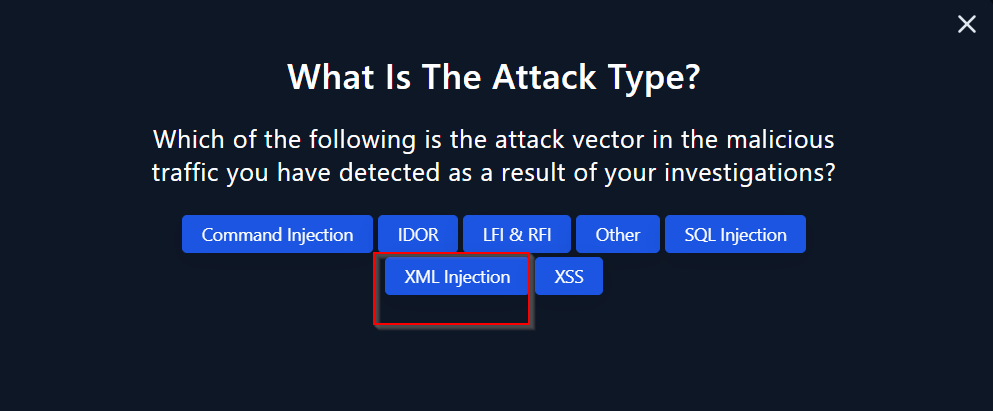 What Is The Attack Type?
Which of the following is the attack vector in the malicious
traffic you have detected as a result of your investigations?
Command Injection IDOR LFI & RFI Other SQL Injection
XML Injection XSS